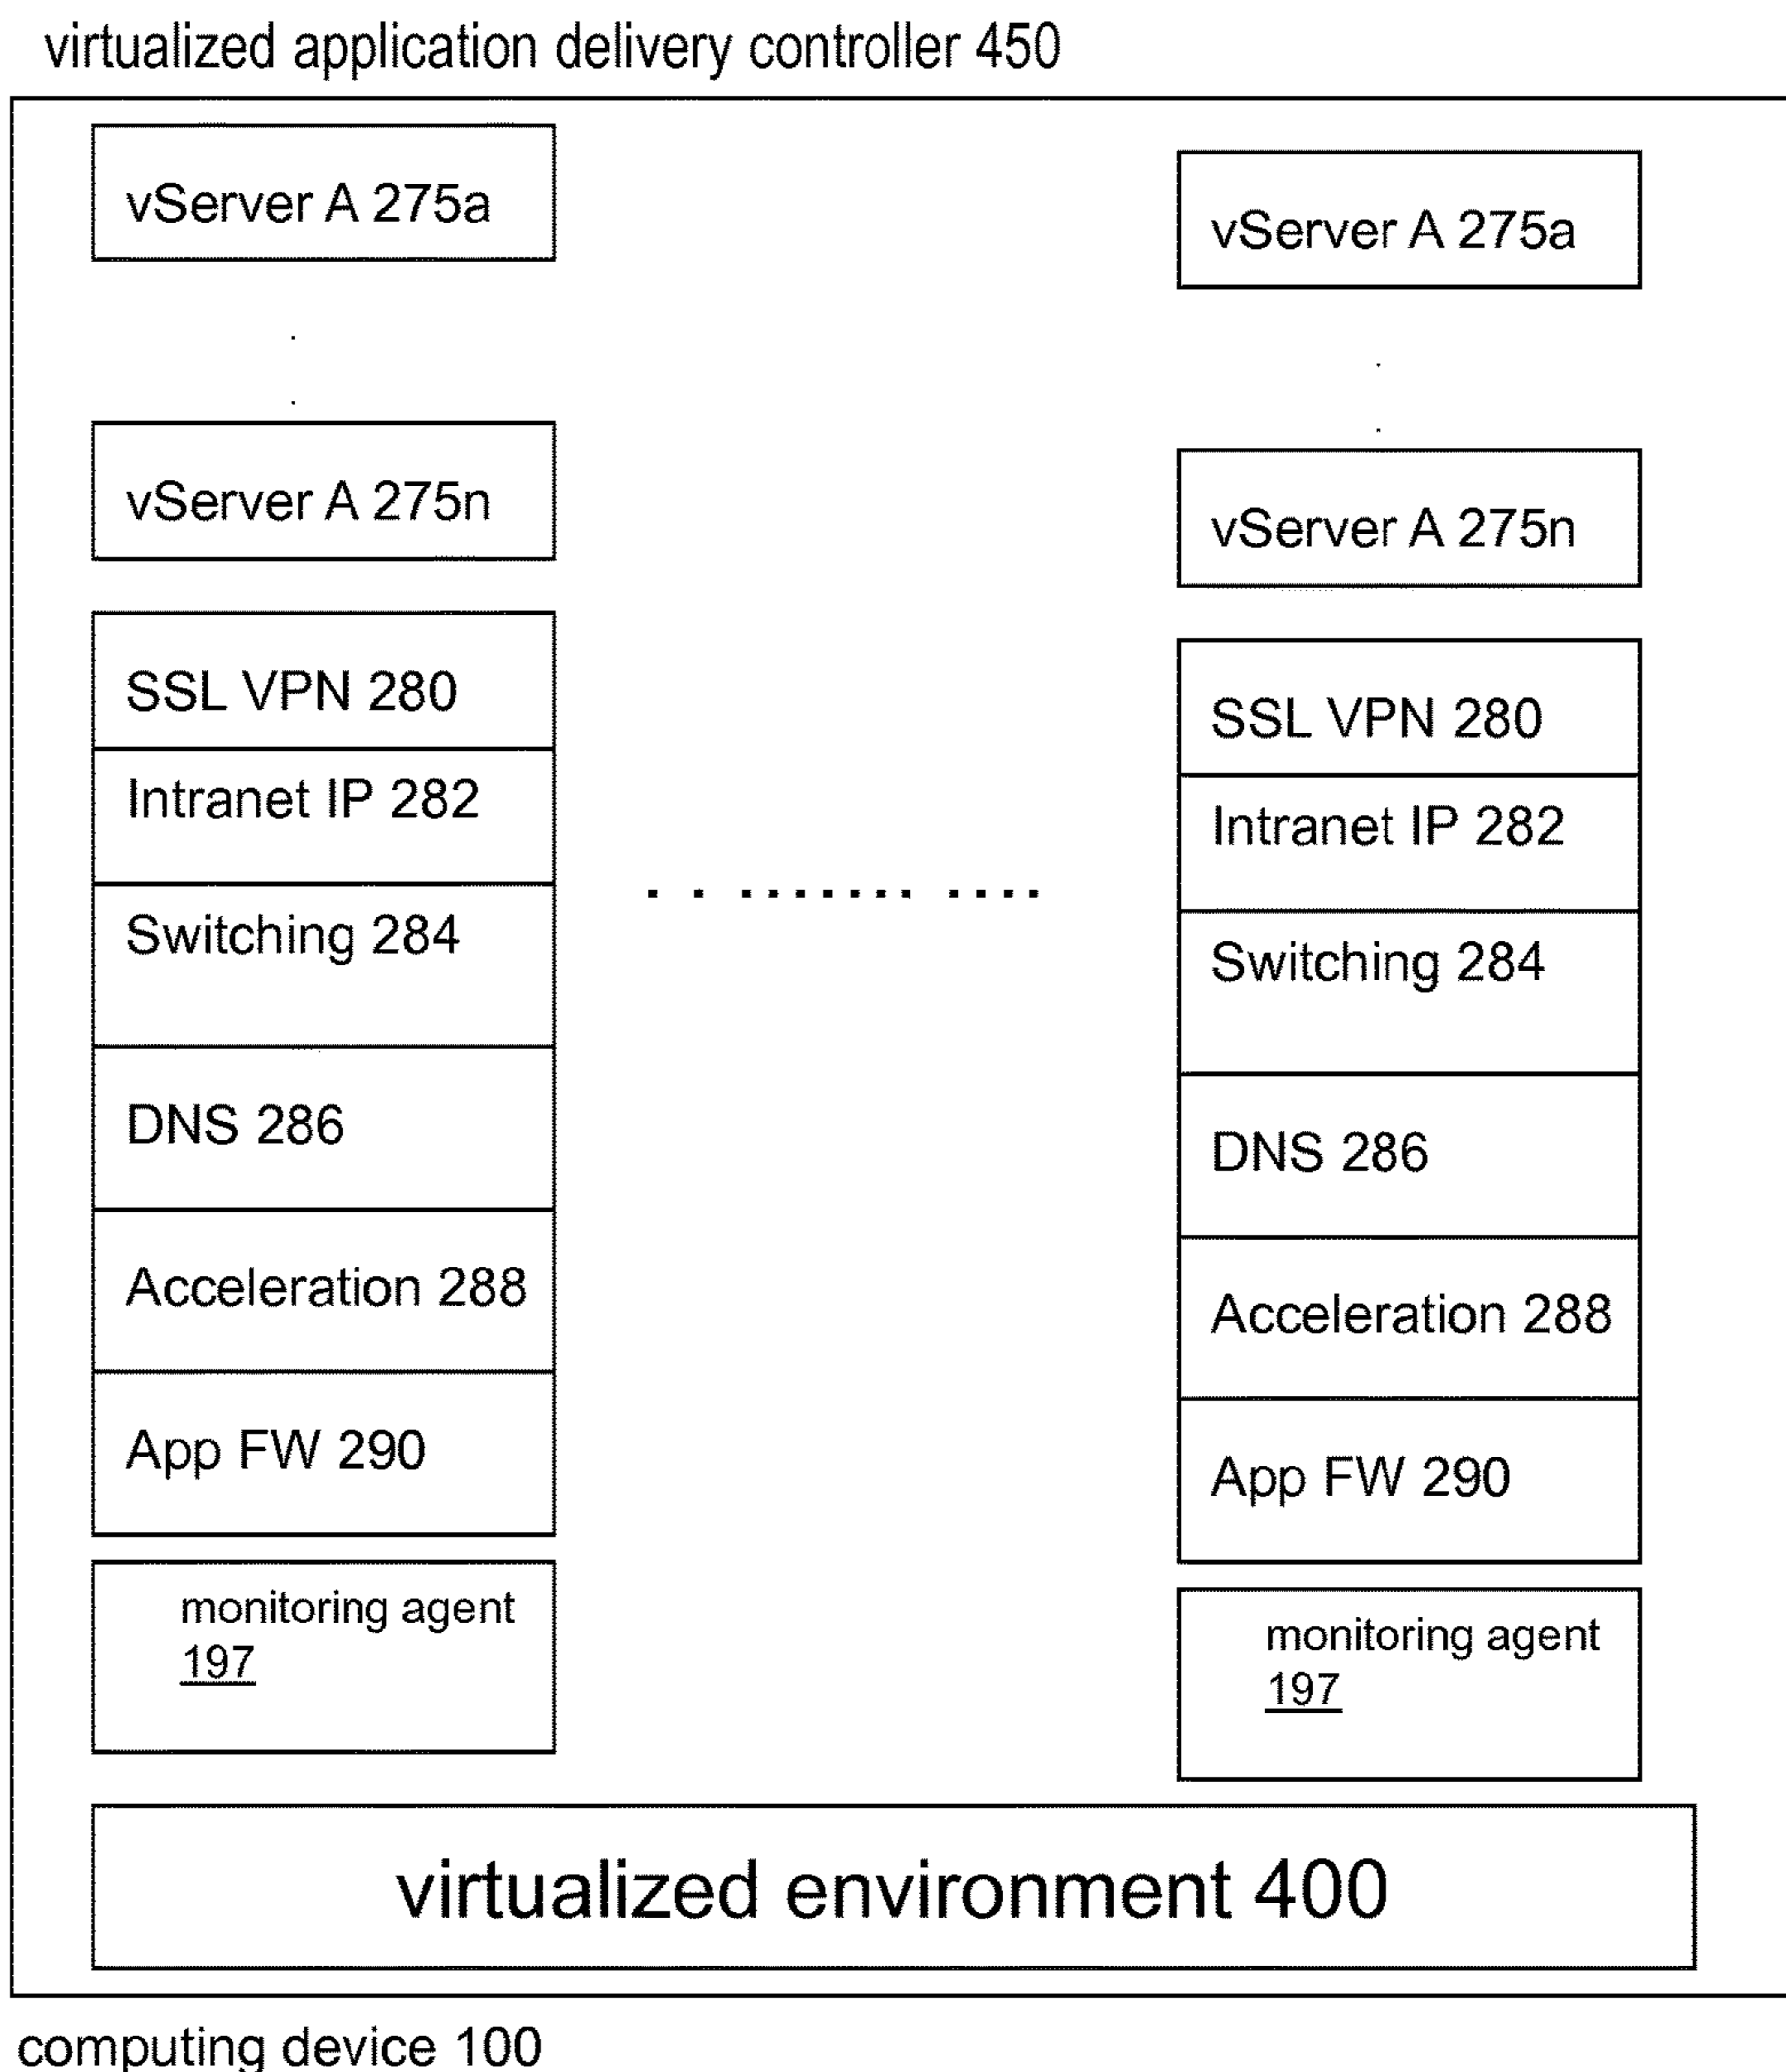 virtualized application delivery controller 450
vServer A 275a
vServer A 275n
SSL VPN 280
Intranet IP 282
Switching 284
DNS 286
Acceleration 288
App FW 290
monitoring agent
197
vServer A 275a
vServer A 275n
SSL VPN 280
Intranet IP 282
Switching 284
DNS 286
Acceleration 288
App FW 290
monitoring agent
197
virtualized environment 400
computing device 100